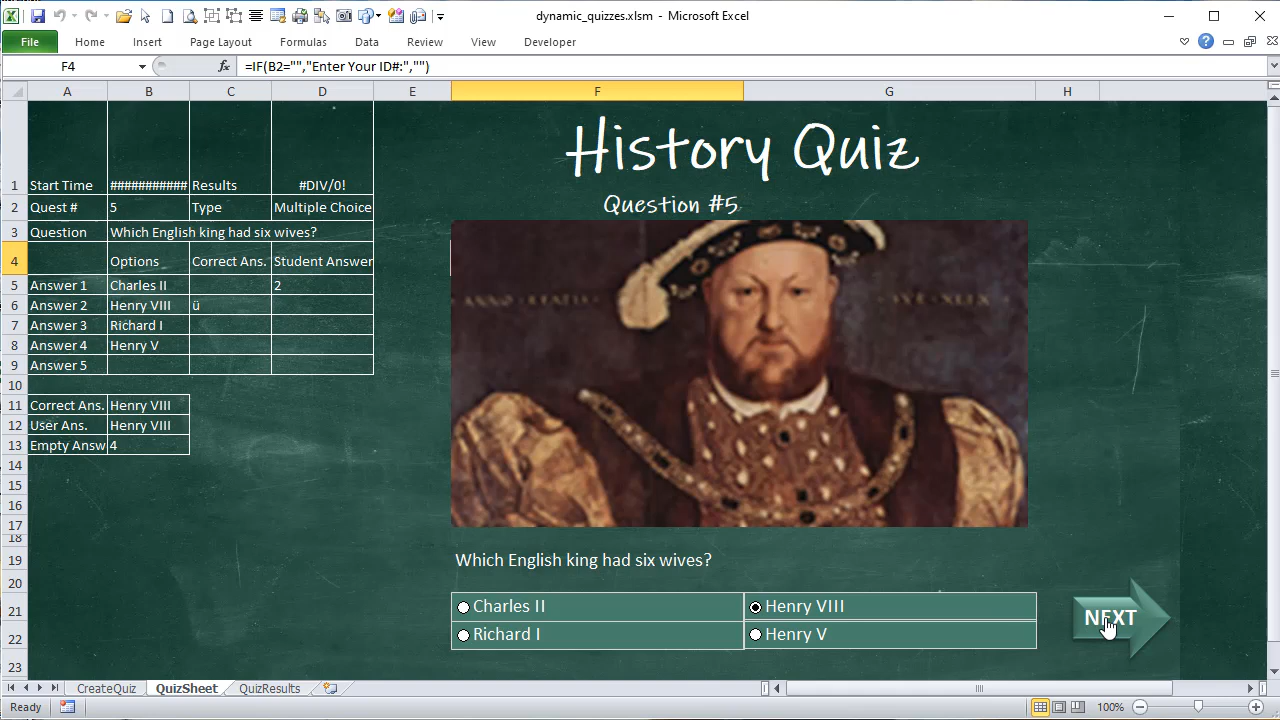 dynamic_quizzes.xlsm - Microsoft Excel
File Home Insert Page Layout Formulas Data Review View Developer
F4 fx =IF(B2="","Enter Your ID#:","")
A B C D E F G H
History Quiz
1 Start Time ########### Results #DIV/0!
2 Quest # 5 Type Multiple Choice
Question #5
3 Question Which English king had six wives?
4 Options Correct Ans. Student Answer
5 Answer 1 Charles II 2
6 Answer 2 Henry VIII ü
7 Answer 3 Richard I
8 Answer 4 Henry V
9 Answer 5
10
11 Correct Ans. Henry VIII
12 User Ans. Henry VIII
13 Empty Answ 4
14
15
16
17
18
19 Which English king had six wives?
20
21 Charles II Henry VIII
NEXT
22 Richard I Henry V
23
CreateQuiz QuizSheet QuizResults
Ready 100%